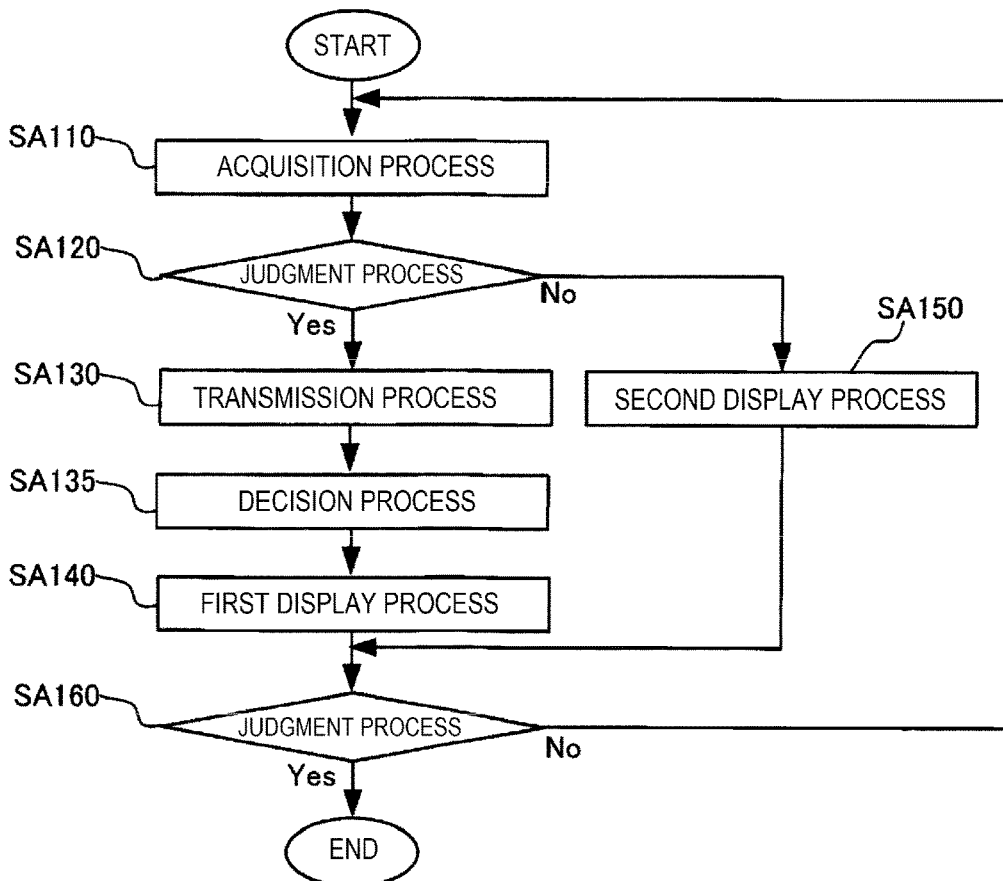 START
SA110
ACQUISITION PROCESS
SA120
JUDGMENT PROCESS
No
Yes
SA150
SA130
TRANSMISSION PROCESS
SECOND DISPLAY PROCESS
SA135
DECISION PROCESS
SA140
FIRST DISPLAY PROCESS
SA160
JUDGMENT PROCESS
No
Yes
END